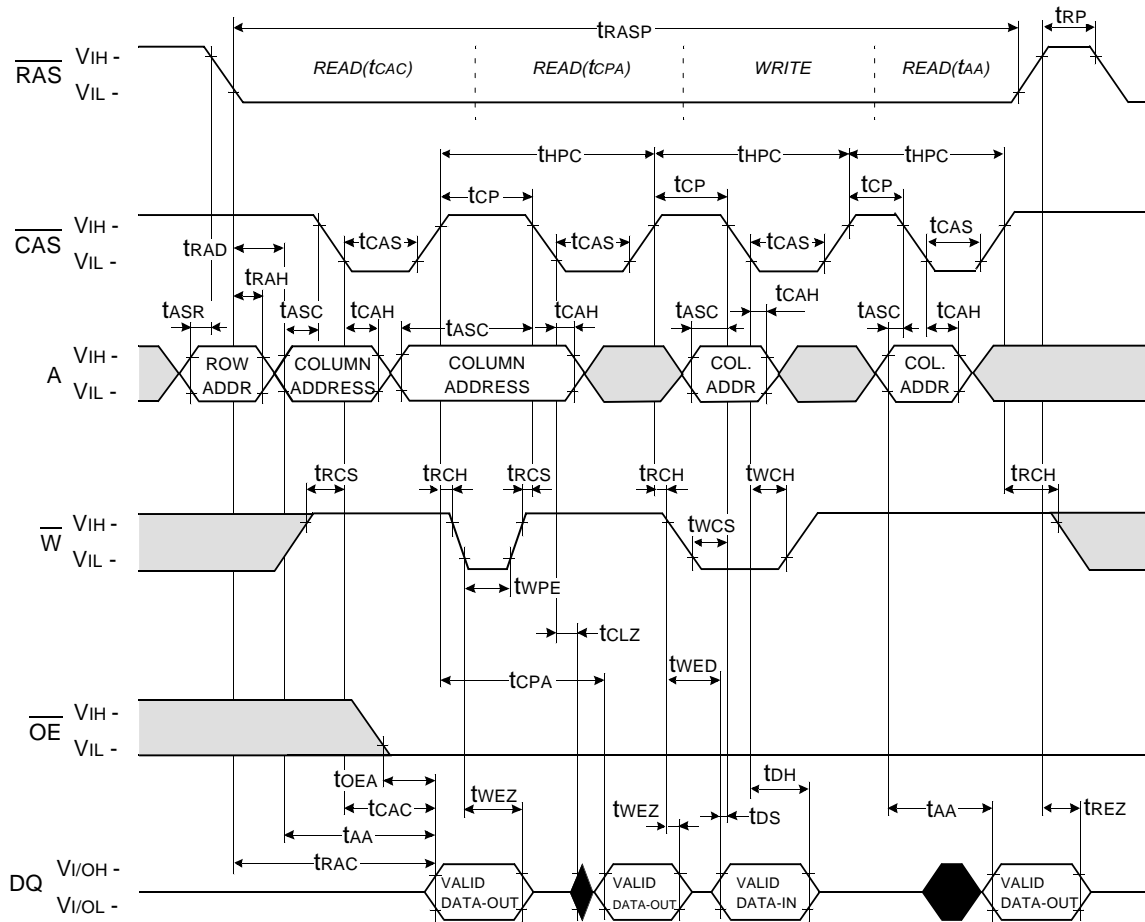 tRP
tRASP
RAS VIH -
VIL -
READ(tCAC) READ(tCPA) WRITE READ(tAA)
tHPC tHPC tHPC
tCP tCP tCP
CAS VIH -
VIL -
tCAS tCAS tCAS tCAS
tRAD
tRAH
tASR tASC tCAH tASC tCAH tASC tCAH tASC tCAH
A VIH -
VIL -
ROW
ADDR
COLUMN
ADDRESS
COLUMN
ADDRESS
COL.
ADDR
COL.
ADDR
tRCS tRCH tRCS tRCH tWCH tRCH
W VIH -
VIL -
tWCS
tWPE
tCLZ
tWED
tCPA
OE VIH -
VIL -
tOEA
tCAC
tAA
tRAC
tWEZ tWEZ tDH
tDS
tAA tREZ
DQ VI/OH -
VI/OL -
VALID
DATA-OUT
VALID
DATA-OUT
VALID
DATA-IN
VALID
DATA-OUT